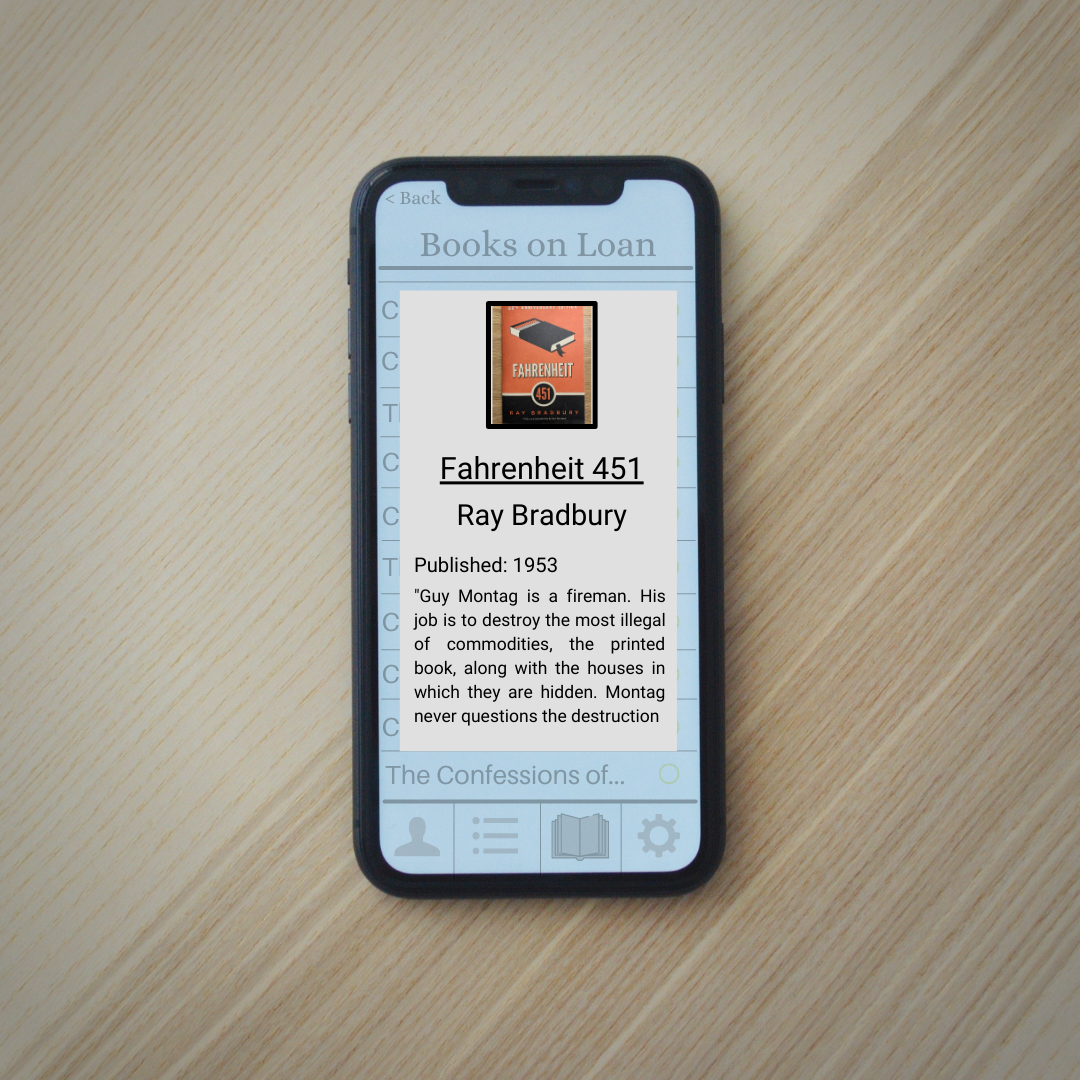 < Back
Books on Loan
C
C
T
C
C
T
C
C
C
FAHRENHEIT
451
RAY BRADBURY
Fahrenheit 451
Ray Bradbury
Published: 1953
"Guy Montag is a fireman. His
job is to destroy the most illegal
of commodities, the printed
book, along with the houses in
which they are hidden. Montag
never questions the destruction
The Confessions of...